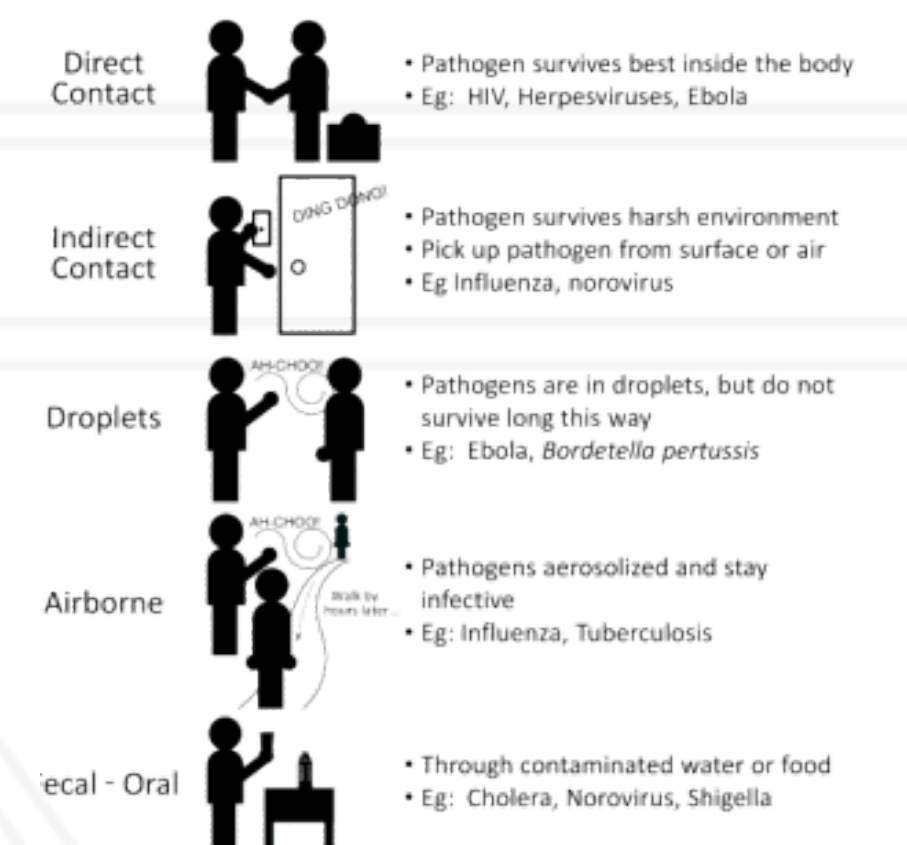 Direct
Contact
• Pathogen survives best inside the body
• Eg: HIV, Herpesviruses, Ebola
DING DONG!
Indirect
Contact
• Pathogen survives harsh environment
• Pick up pathogen from surface or air
• Eg Influenza, norovirus
AH-CHOO!
Droplets
• Pathogens are in droplets, but do not
survive long this way
• Eg: Ebola, Bordetella pertussis
AH-CHOO!
Airborne
Walk by
hours later...
• Pathogens aerosolized and stay
infective
• Eg: Influenza, Tuberculosis
ecal - Oral
• Through contaminated water or food
• Eg: Cholera, Norovirus, Shigella